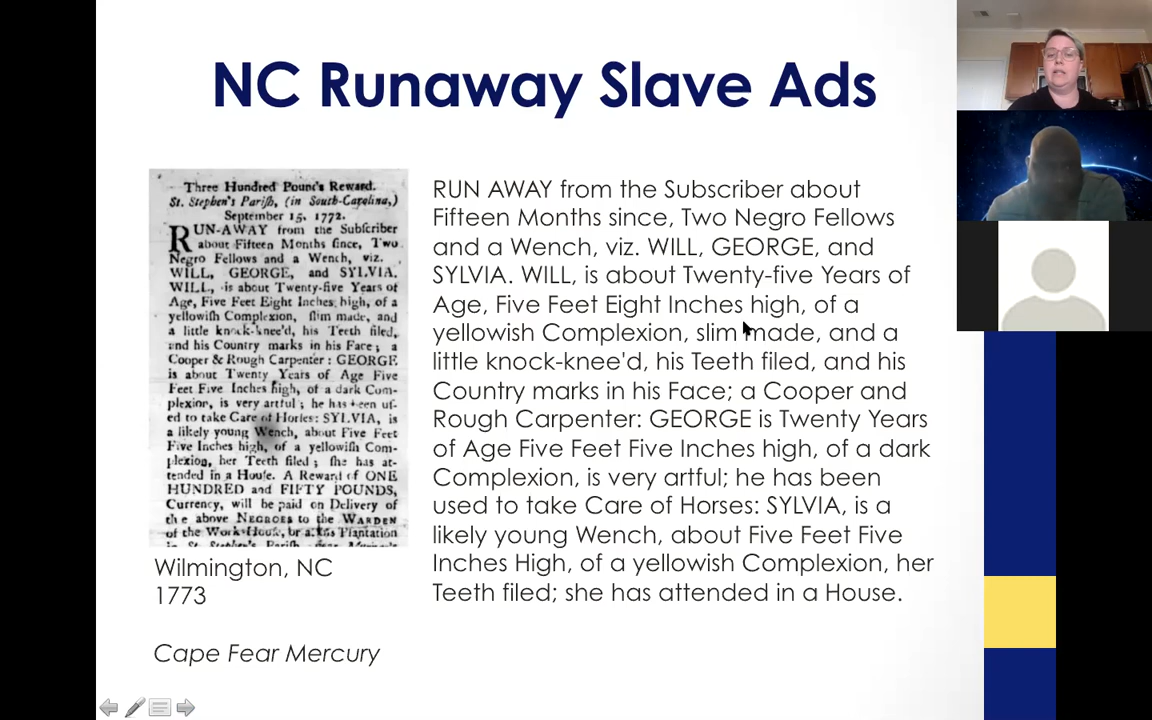 NC Runaway Slave Ads
Three Hundred Pound's Reward.
St. Stephen's Pariſh, (in South-Carolina,)
September 15, 1772.
RUN-AWAY from the Subſcriber
about Fifteen Months ſince, Two
Negro Fellows and a Wench, viz.
WILL, GEORGE, and SYLVIA.
WILL, is about Twenty-five Years of
Age, Five Feet Eight Inches high, of a
yellowiſh Complexion, ſlim made, and
a little knock-knee'd, his Teeth filed,
and his Country marks in his Face; a
Cooper & Rough Carpenter: GEORGE
is about Twenty Years of Age Five
Feet Five Inches high, of a dark Com-
plexion, is very artful; he has been uſ-
ed to take Care of Horſes: SYLVIA, is
a likely young Wench, about Five Feet
Five Inches high, of a yellowiſh Com-
plexion, her Teeth filed; ſhe has at-
tended in a Houſe. A Reward of ONE
HUNDRED and FIFTY POUNDS,
Currency, will be paid on Delivery of
the above NEGROES to the WARDEN
of the Work-Houſe, or at his Plantation
in St. Stephen's Pariſh, near
Wilmington, NC
1773
Cape Fear Mercury
RUN AWAY from the Subscriber about
Fifteen Months since, Two Negro Fellows
and a Wench, viz. WILL, GEORGE, and
SYLVIA. WILL, is about Twenty-five Years of
Age, Five Feet Eight Inches high, of a
yellowish Complexion, slim made, and a
little knock-knee'd, his Teeth filed, and his
Country marks in his Face; a Cooper and
Rough Carpenter: GEORGE is Twenty Years
of Age Five Feet Five Inches high, of a dark
Complexion, is very artful; he has been
used to take Care of Horses: SYLVIA, is a
likely young Wench, about Five Feet Five
Inches High, of a yellowish Complexion, her
Teeth filed; she has attended in a House.